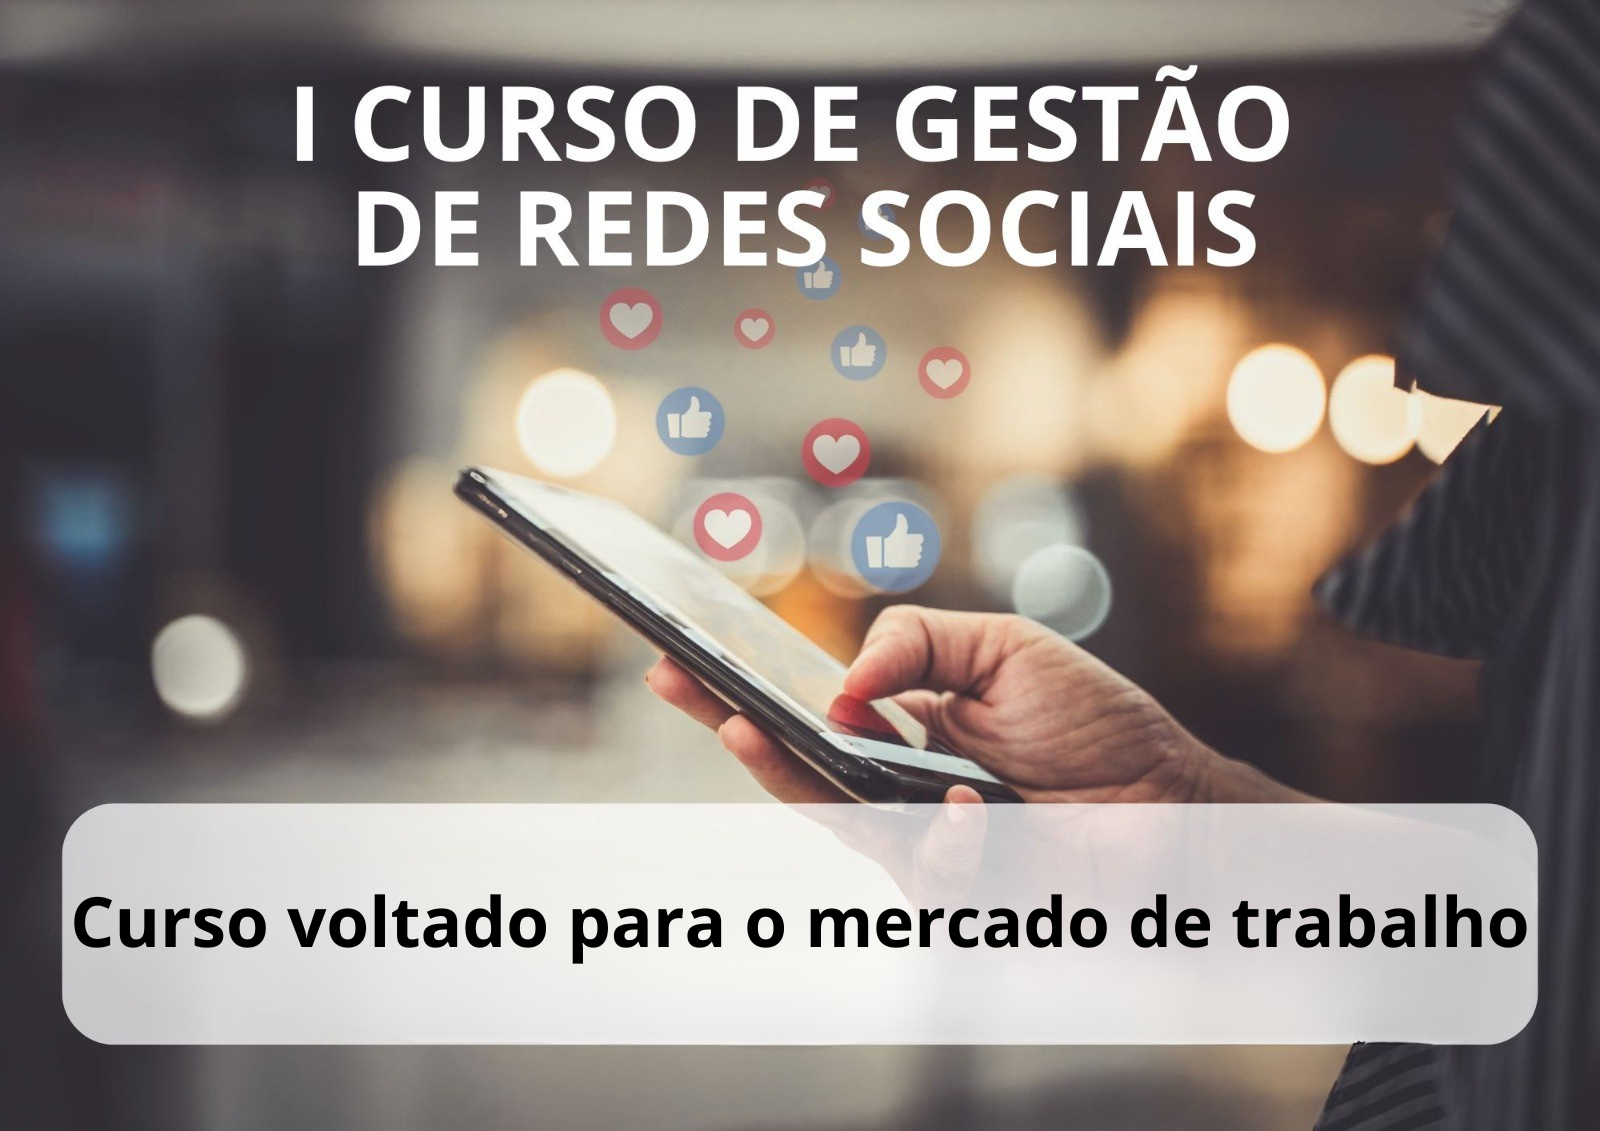 I CURSO DE GESTÃO
DE REDES SOCIAIS
Curso voltado para o mercado de trabalho